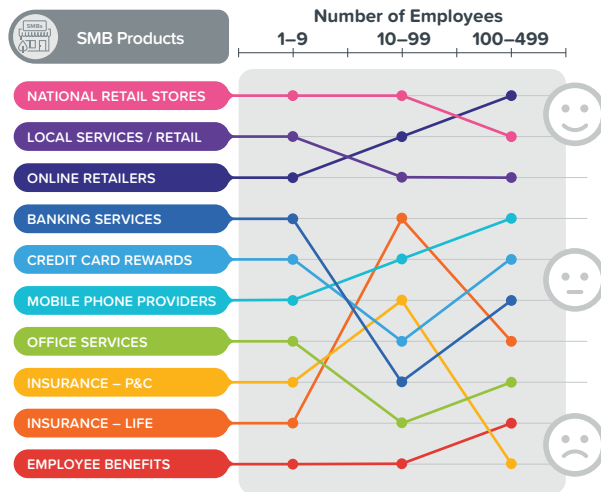 Number of Employees
SMBs
SMB Products
1–9
10–99
100–499
NATIONAL RETAIL STORES
LOCAL SERVICES / RETAIL
ONLINE RETAILERS
BANKING SERVICES
CREDIT CARD REWARDS
MOBILE PHONE PROVIDERS
OFFICE SERVICES
INSURANCE – P&C
INSURANCE – LIFE
EMPLOYEE BENEFITS